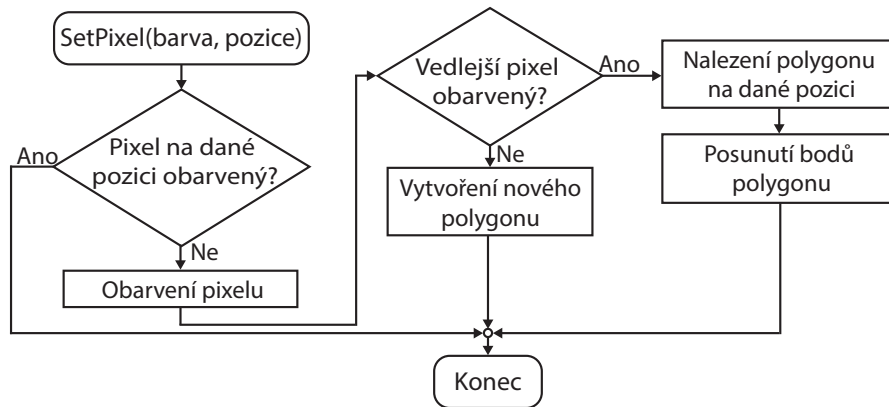 SetPixel(barva, pozice)
Ano
Pixel na dané
pozici obarvený?
Ne
Obarvení pixelu
Vedlejší pixel
obarvený?
Ano
Ne
Vytvoření nového
polygonu
Nalezení polygonu
na dané pozici
Posunutí bodů
polygonu
Konec